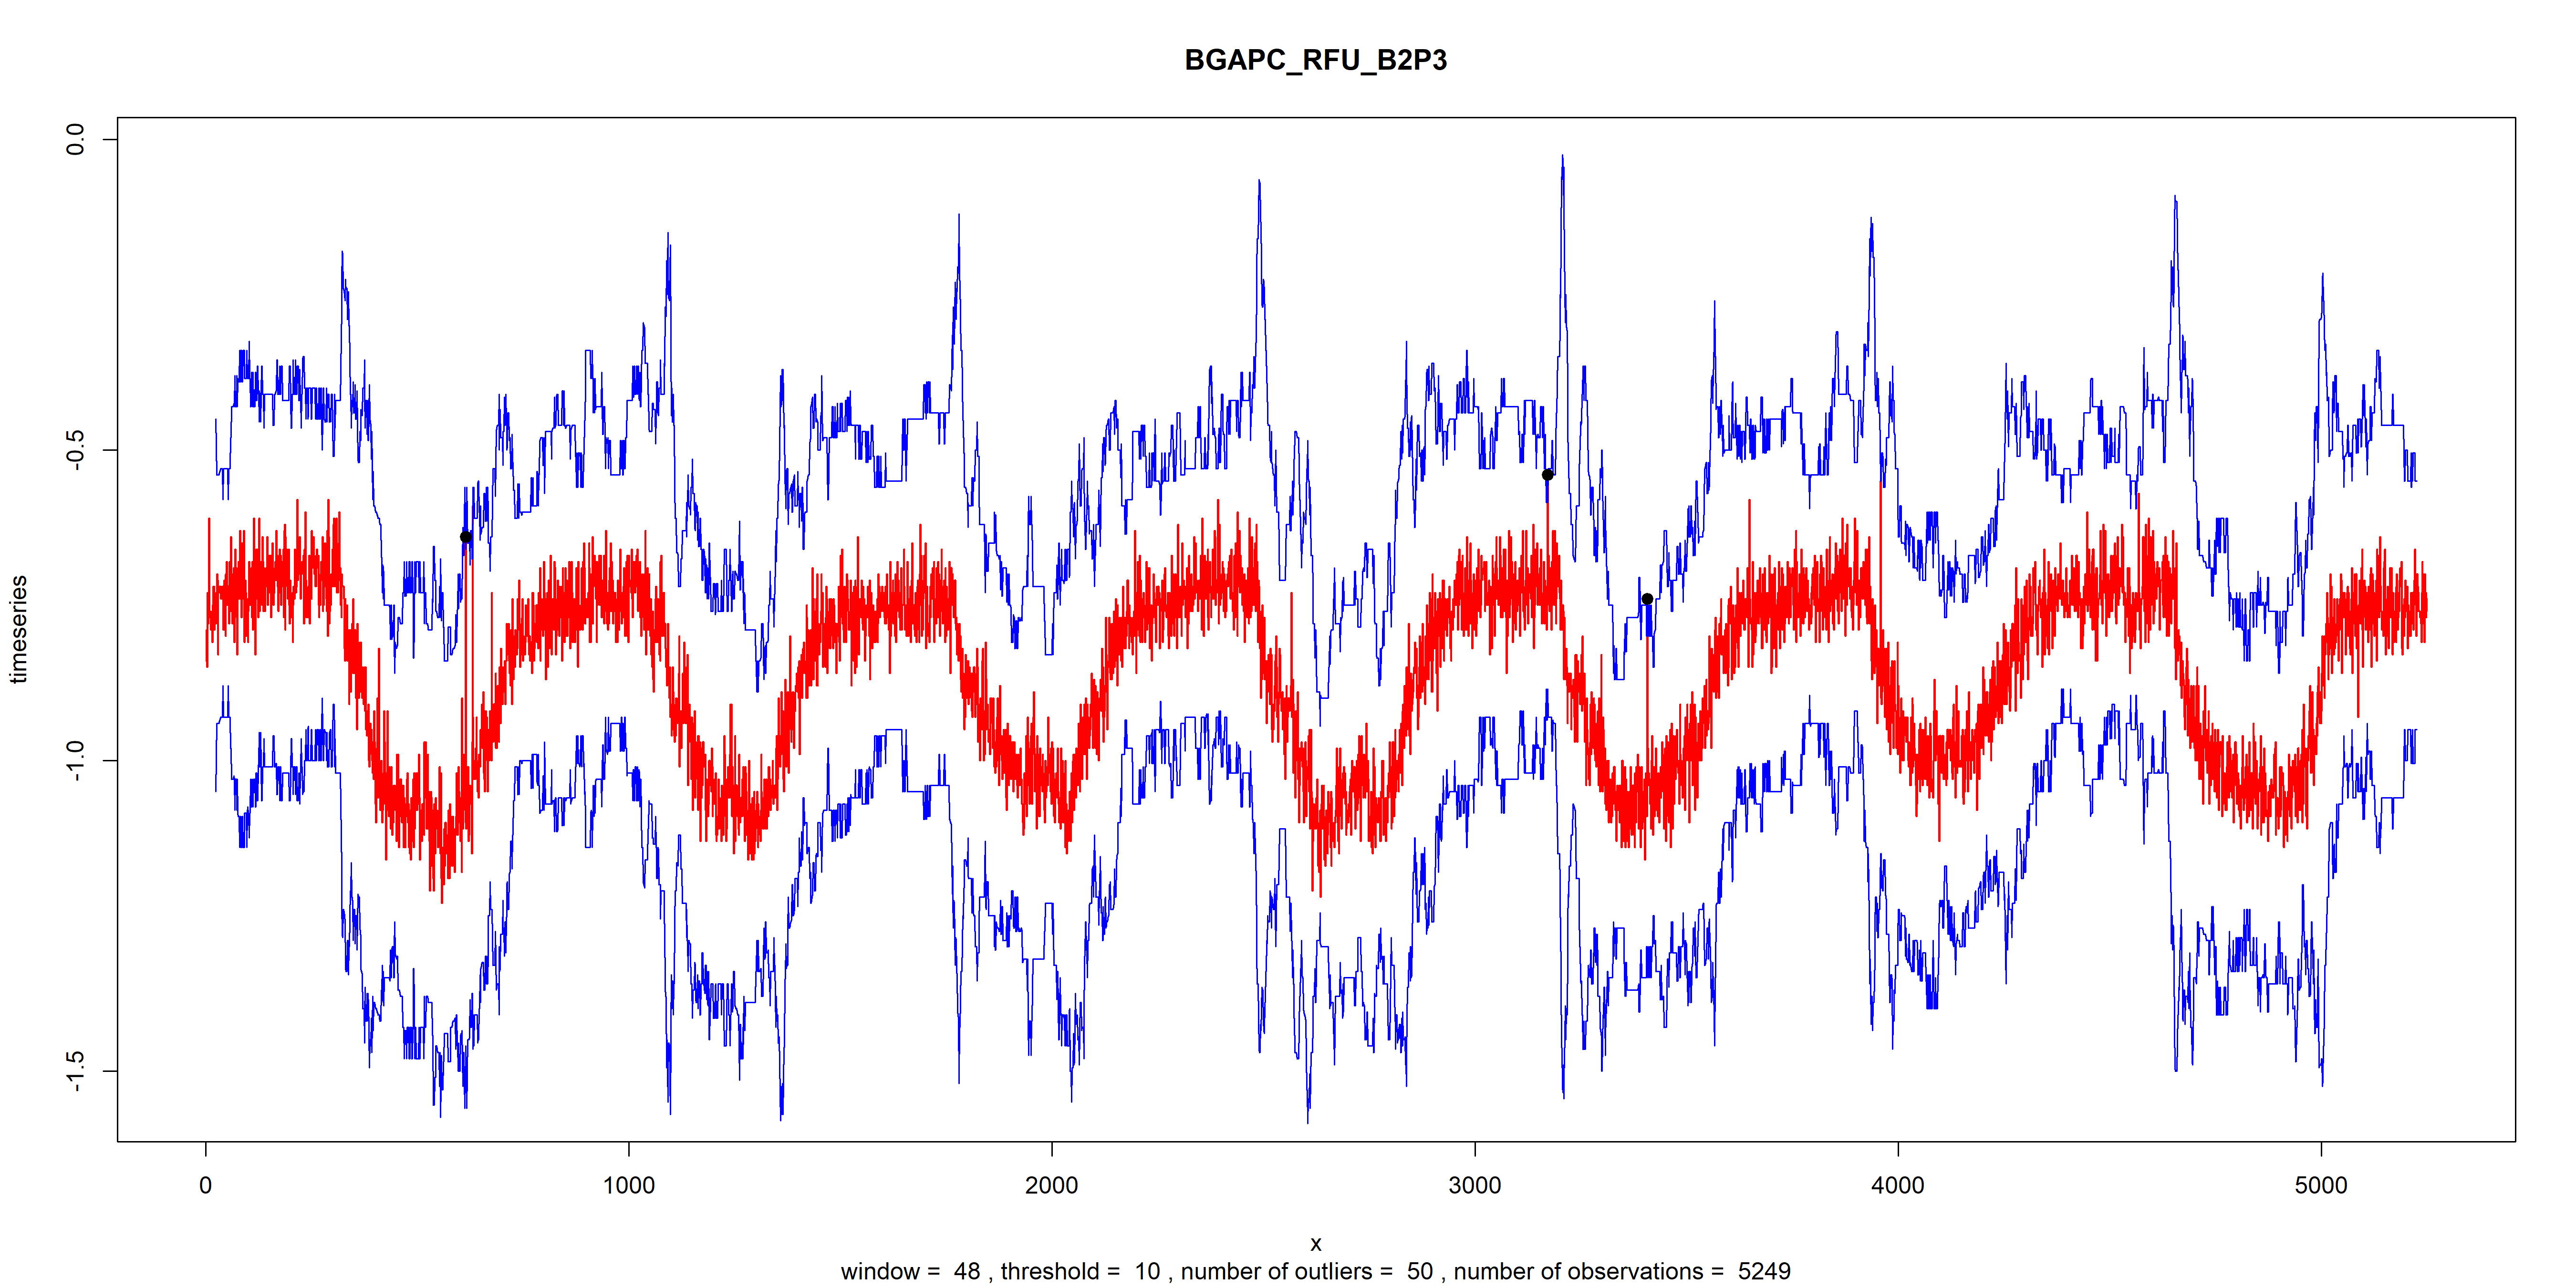 BGAPC_RFU_B2P3
timeseries
0.0
-0.5
-1.0
-1.5
0 1000 2000 3000 4000 5000
x
window =  48 , threshold =  10 , number of outliers =  50 , number of observations =  5249